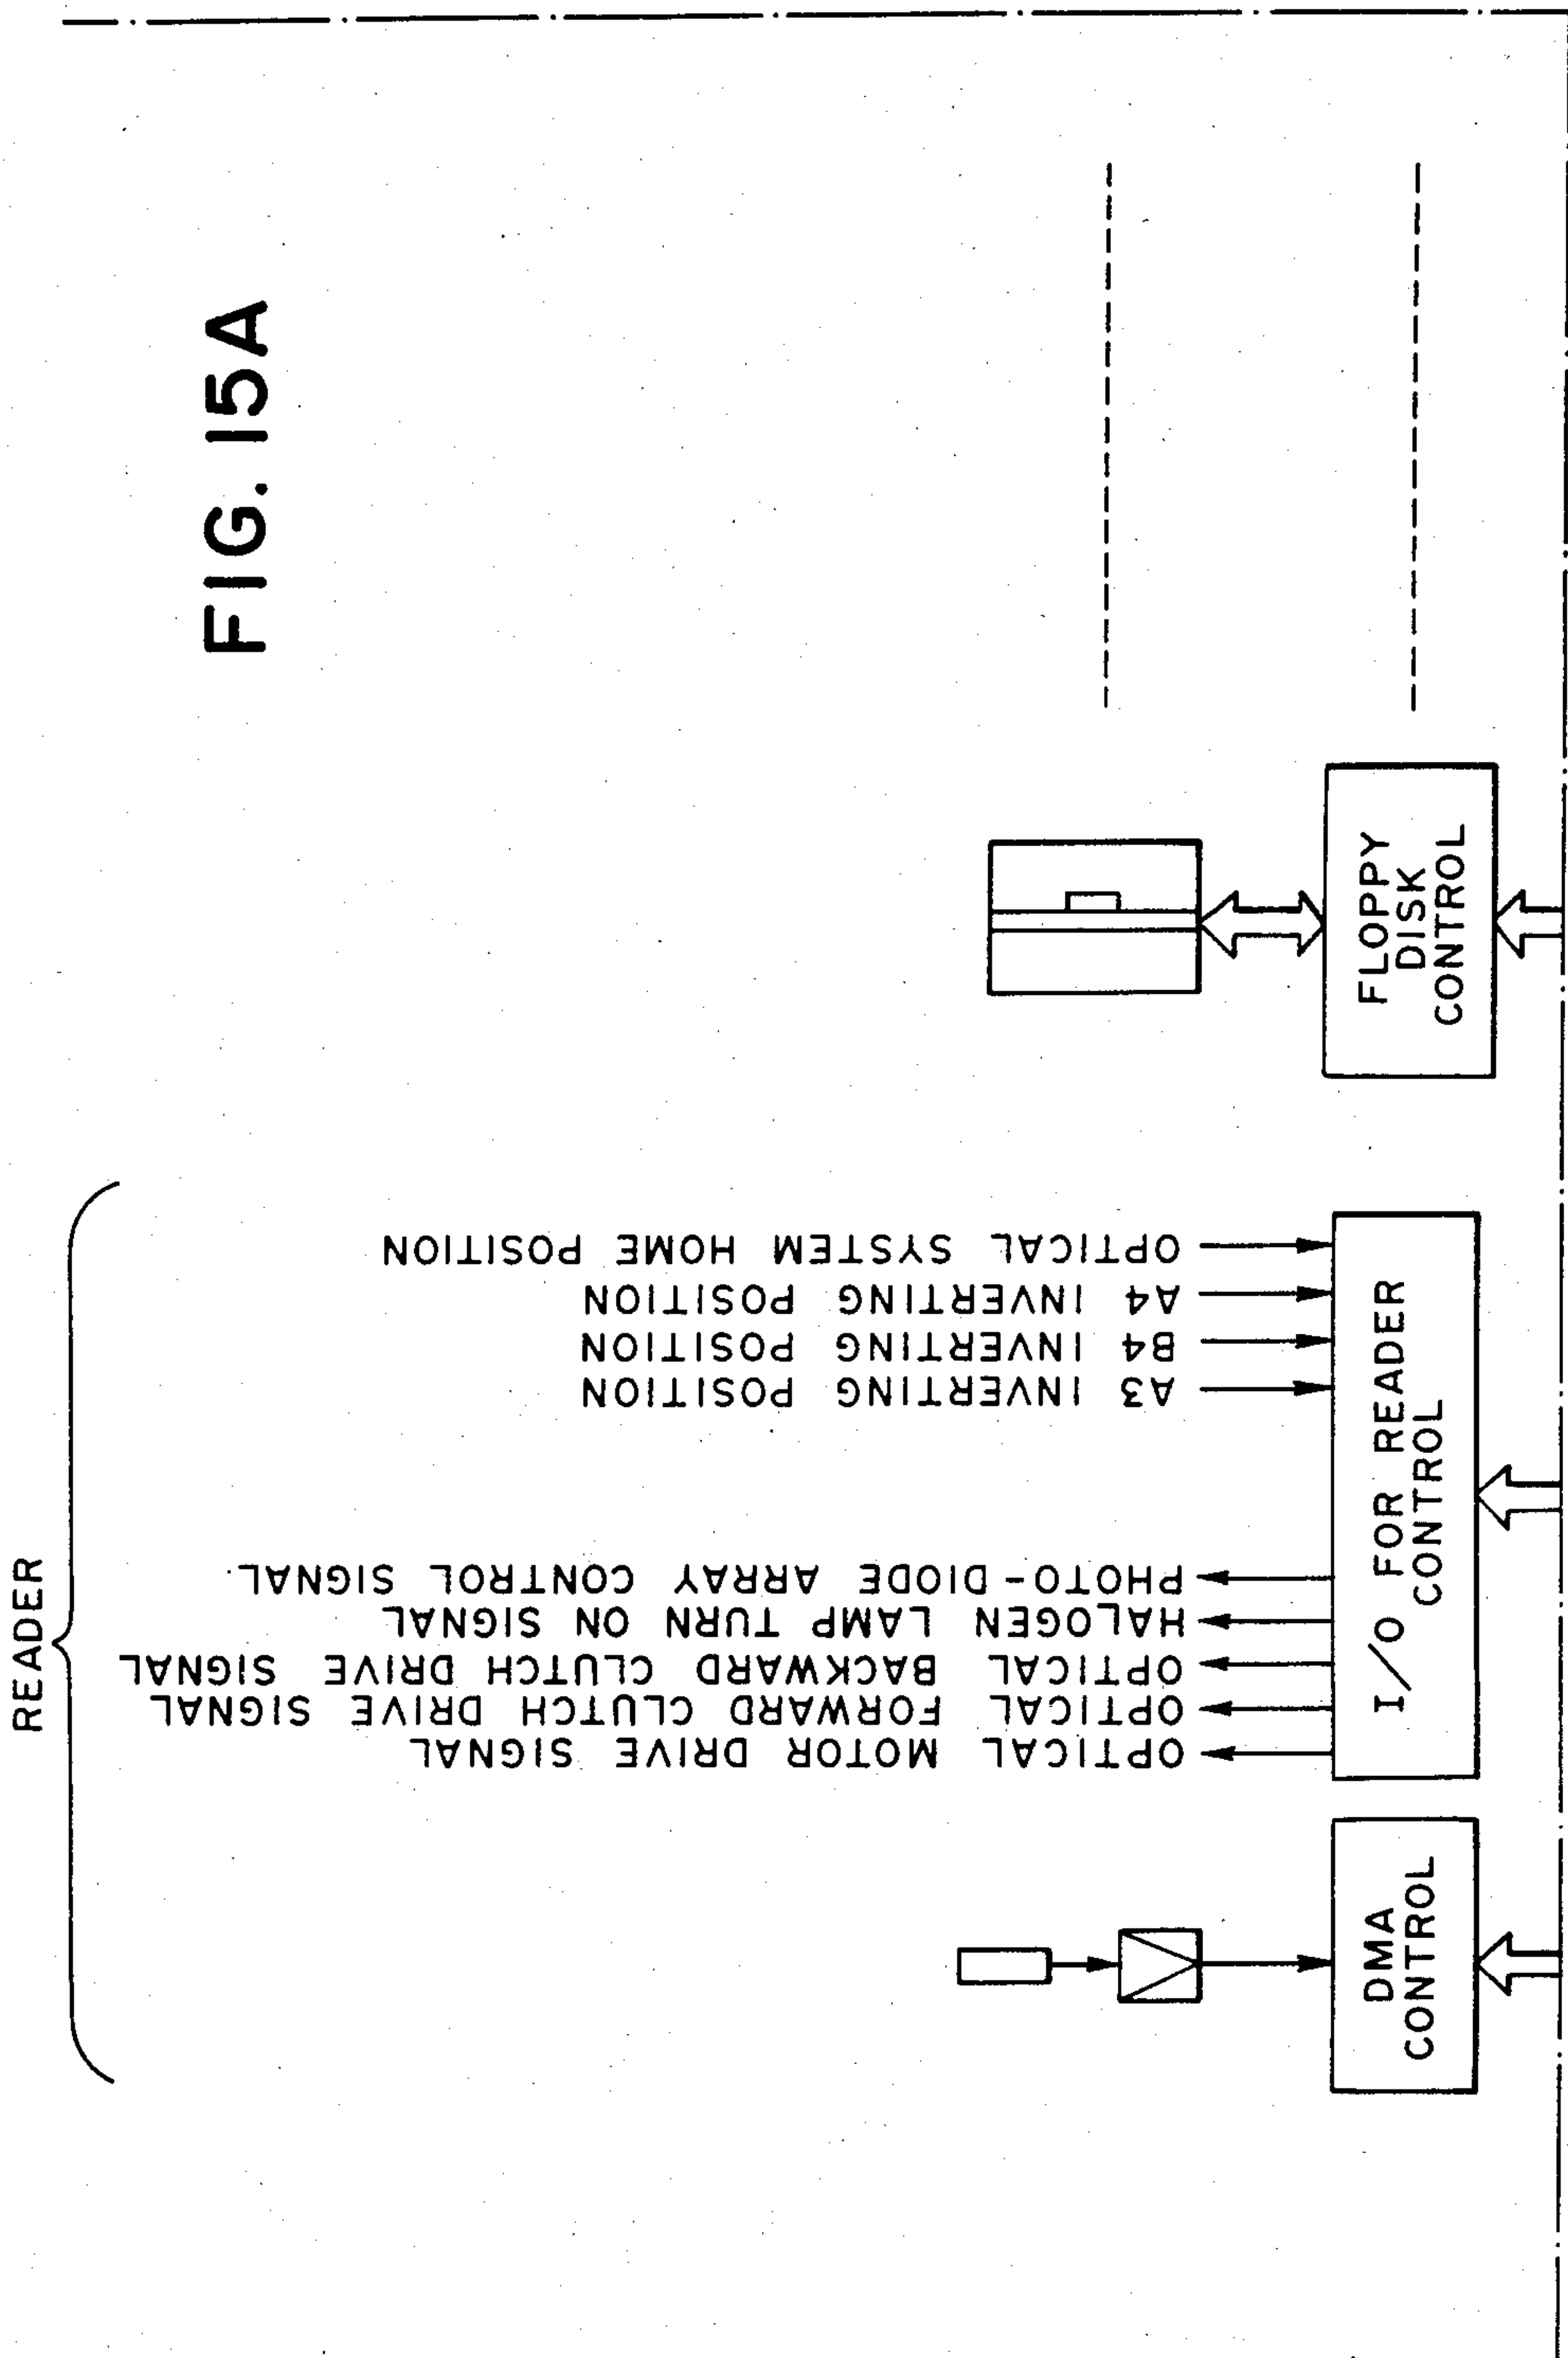 FIG. 15A
READER
OPTICAL MOTOR DRIVE SIGNAL
OPTICAL FORWARD CLUTCH DRIVE SIGNAL
OPTICAL BACKWARD CLUTCH DRIVE SIGNAL
HALOGEN LAMP TURN ON SIGNAL
PHOTO-DIODE ARRAY CONTROL SIGNAL
A3 INVERTING POSITION
B4 INVERTING POSITION
A4 INVERTING POSITION
OPTICAL SYSTEM HOME POSITION
DMA
CONTROL
I/O FOR READER
CONTROL
FLOPPY
DISK
CONTROL